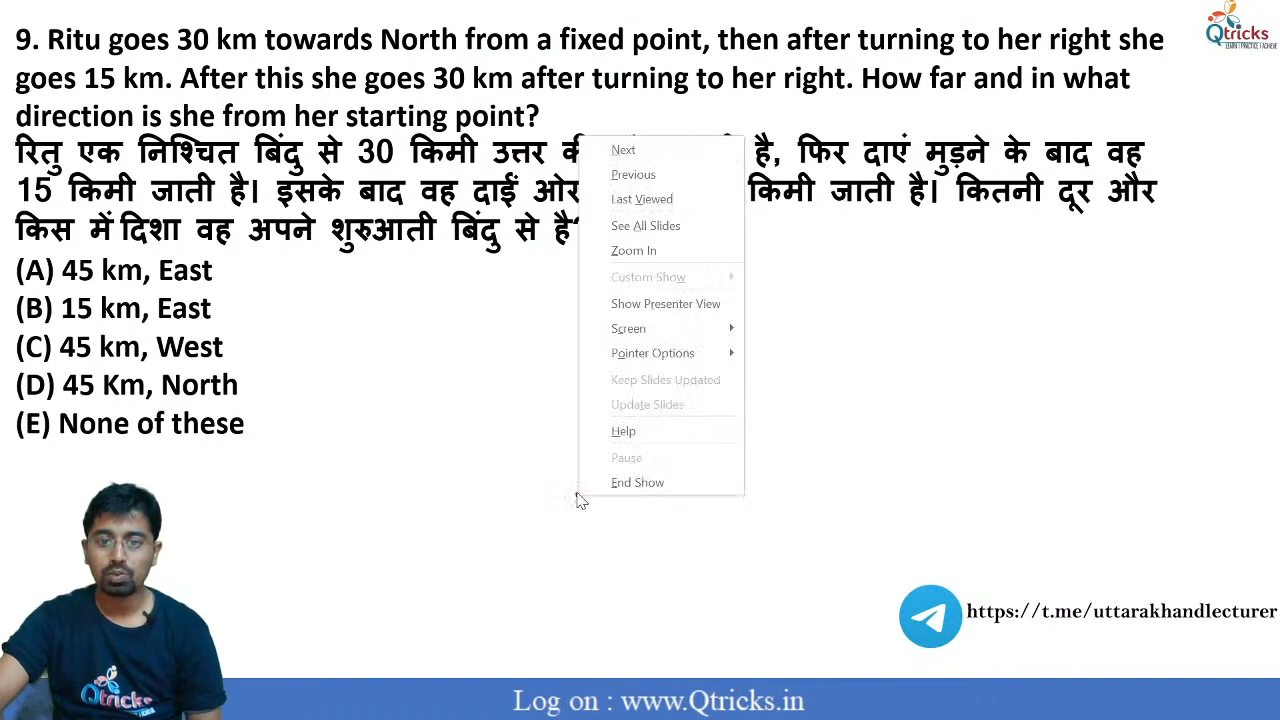 9. Ritu goes 30 km towards North from a fixed point, then after turning to her right she
goes 15 km. After this she goes 30 km after turning to her right. How far and in what
direction is she from her starting point?
रितु एक निश्चित बिंदु से 30 किमी उत्तर है, फिर दाएं मुड़ने के बाद वह
15 किमी जाती है। इसके बाद वह दाईं ओर किमी जाती है। कितनी दूर और
किस में दिशा वह अपने शुरुआती बिंदु से है
(A) 45 km, East
(B) 15 km, East
(C) 45 km, West
(D) 45 Km, North
(E) None of these
Next
Previous
Last Viewed
See All Slides
Zoom In
Custom Show
Show Presenter View
Screen
Pointer Options
Keep Slides Updated
Update Slides
Help
Pause
End Show
Qtricks
LEARN | PRACTICE | ACHIEVE
Qtricks
https://t.me/uttarakhandlecturer
Log on : www.Qtricks.in